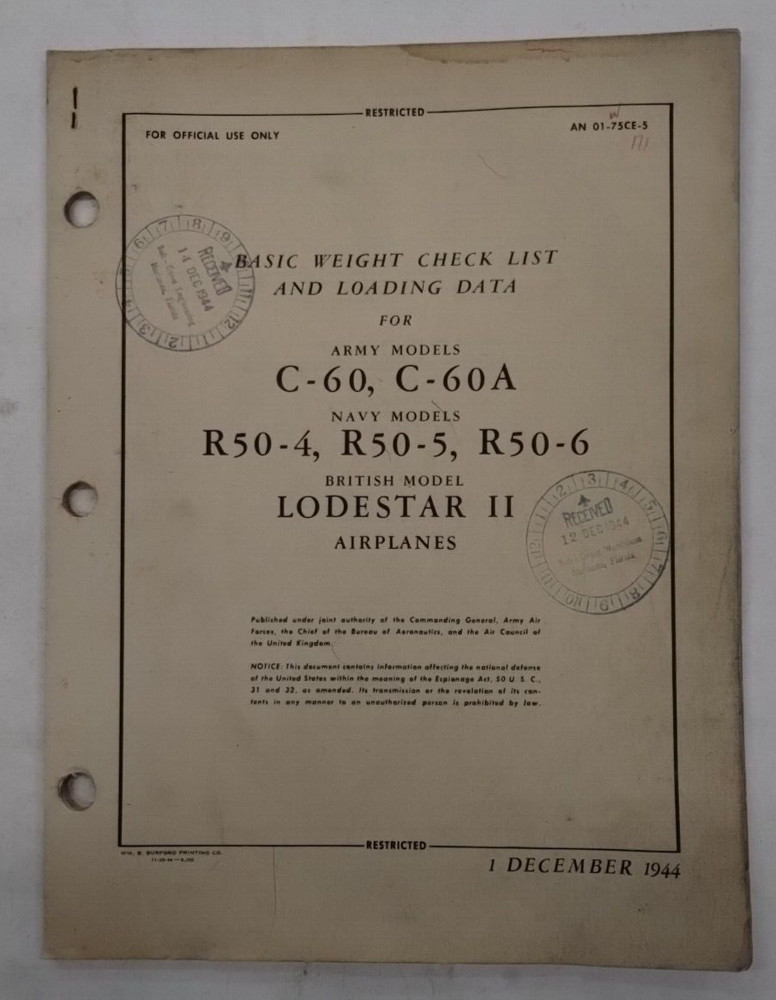 RESTRICTED
FOR OFFICIAL USE ONLY
AN 01-75CE-5
BASIC WEIGHT CHECK LIST
AND LOADING DATA
FOR
ARMY MODELS
C-60, C-60A
NAVY MODELS
R50-4, R50-5, R50-6
BRITISH MODEL
LODESTAR II
AIRPLANES
RECEIVED
14 DEC 1944
RECEIVED
12 DEC 1944
Published under joint authority of the Commanding General, Army Air
Forces, the Chief of the Bureau of Aeronautics, and the Air Council of
the United Kingdom.
NOTICE: This document contains information affecting the national defense
of the United States within the meaning of the Espionage Act, 50 U. S. C.,
31 and 32, as amended. Its transmission or the revelation of its con-
tents in any manner to an unauthorized person is prohibited by law.
RESTRICTED
WM. B. BURFORD PRINTING CO.
1 DECEMBER 1944